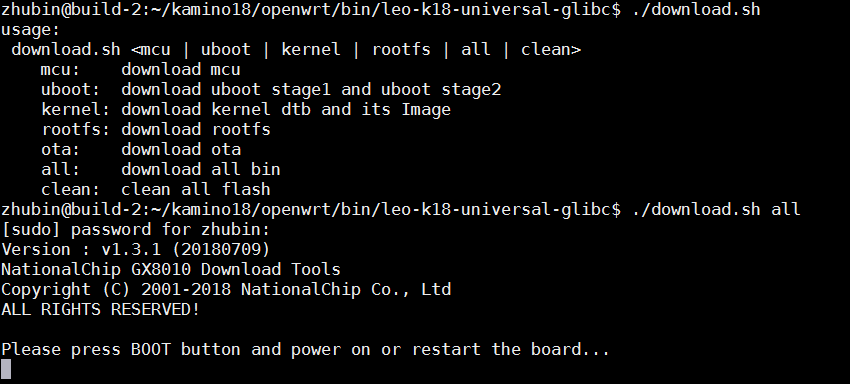 zhubin@build-2:~/kamino18/openwrt/bin/leo-k18-universal-glibc$ ./download.sh
usage:
 download.sh <mcu | uboot | kernel | rootfs | all | clean>
    mcu:    download mcu
    uboot:  download uboot stage1 and uboot stage2
    kernel: download kernel dtb and its Image
    rootfs: download rootfs
    ota:    download ota
    all:    download all bin
    clean:  clean all flash
zhubin@build-2:~/kamino18/openwrt/bin/leo-k18-universal-glibc$ ./download.sh all
[sudo] password for zhubin:
Version : v1.3.1 (20180709)
NationalChip GX8010 Download Tools
Copyright (C) 2001-2018 NationalChip Co., Ltd
ALL RIGHTS RESERVED!

Please press BOOT button and power on or restart the board...